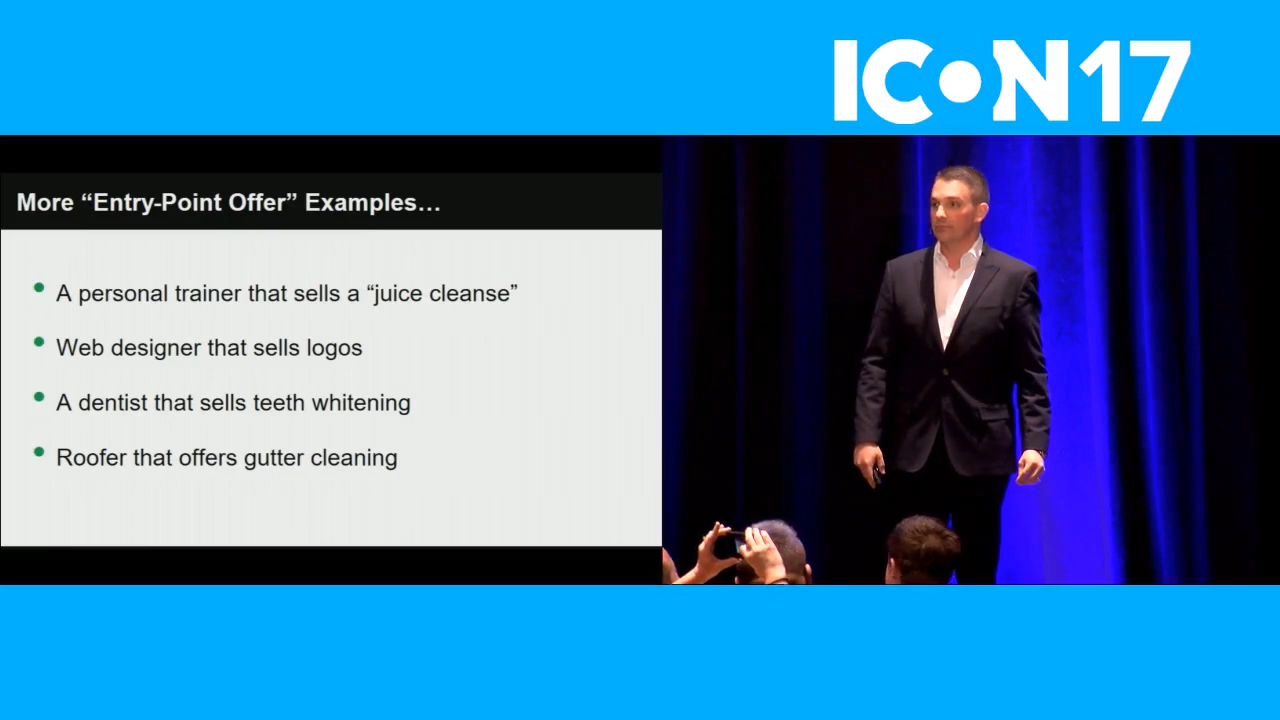 ICON17
More “Entry-Point Offer” Examples…
A personal trainer that sells a “juice cleanse”
Web designer that sells logos
A dentist that sells teeth whitening
Roofer that offers gutter cleaning